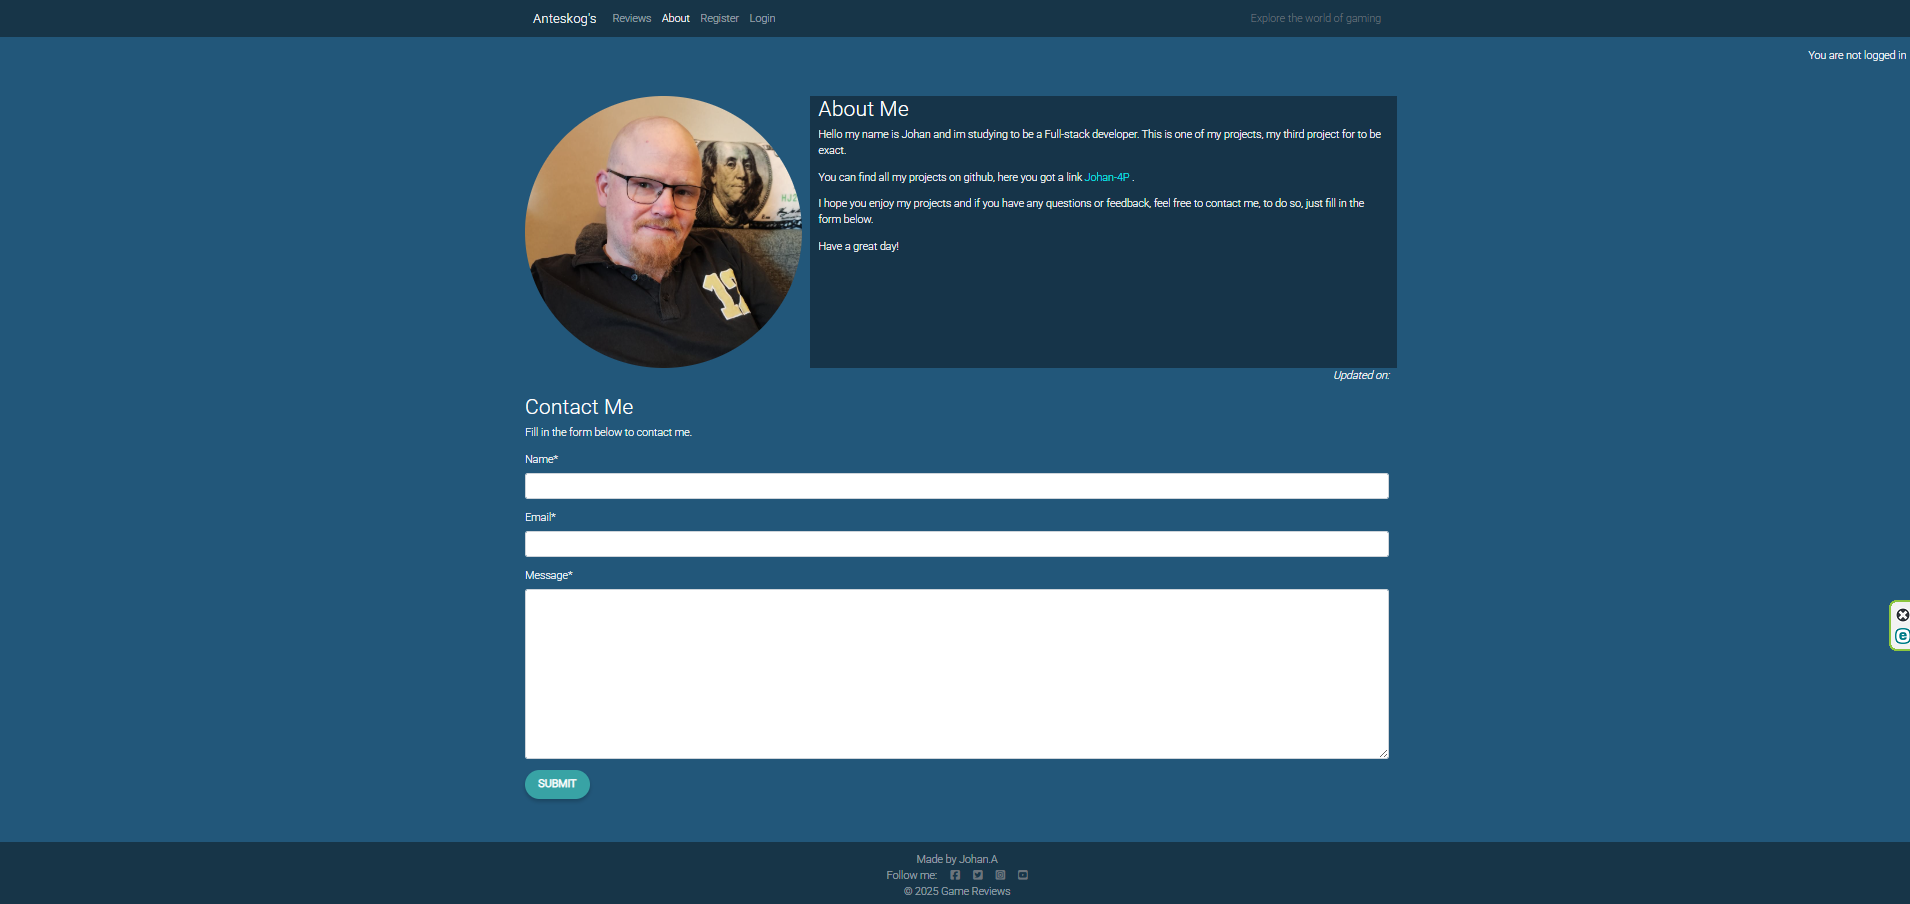 Anteskog's Reviews About Register Login Explore the world of gaming
You are not logged in
HJ2
17
About Me
Hello my name is Johan and im studying to be a Full-stack developer. This is one of my projects, my third project for to be
exact.
You can find all my projects on github, here you got a link Johan-4P .
I hope you enjoy my projects and if you have any questions or feedback, feel free to contact me, to do so, just fill in the
form below.
Have a great day!
Updated on:
Contact Me
Fill in the form below to contact me.
Name*
Email*
Message*
SUBMIT
Made by Johan.A
Follow me:
© 2025 Game Reviews